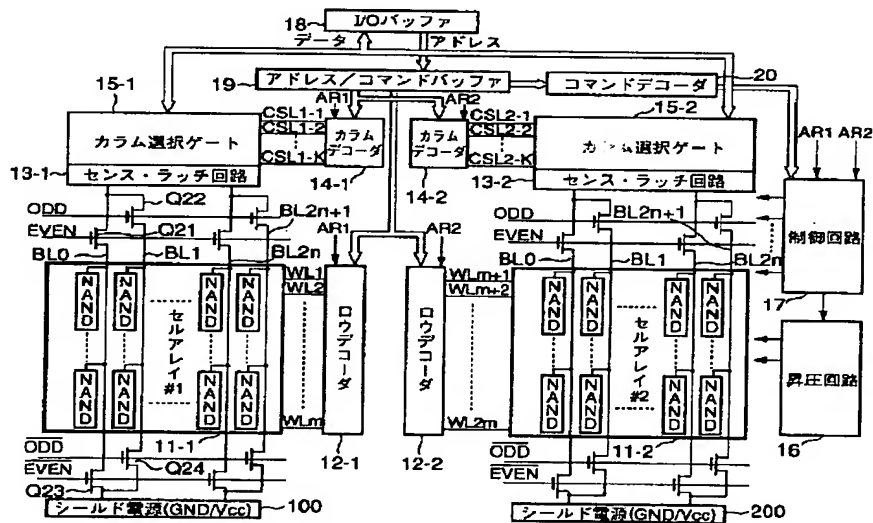 18 I/Oバッファ
データ アドレス
15-1
19 アドレス/コマンドバッファ
コマンドデコーダ 20
カラム選択ゲート
センス・ラッチ回路
13-1
AR1
CSL1-1
CSL1-2
CSL1-K
カラムデコーダ
14-1
AR2
カラムデコーダ
14-2
CSL2-1
CSL2-2
CSL2-K
15-2
カラム選択ゲート
センス・ラッチ回路
13-2
AR1 AR2
制御回路
17
昇圧回路
16
ODD
EVEN
Q22
Q21
BL0
BL1
BL2n+1
BL2n
NAND
NAND
NAND
NAND
セルアレイ#1
NAND
NAND
NAND
NAND
11-1
WL1
WL2
WLm
AR1
ロウデコーダ
12-1
AR2
ロウデコーダ
12-2
WLm+1
WLm+2
WL2m
ODD
EVEN
BL0
BL1
BL2n+1
BL2n
NAND
NAND
NAND
NAND
セルアレイ#2
NAND
NAND
NAND
NAND
11-2
ODD
EVEN
Q23
Q24
シールド電源(GND/Vcc)
100
ODD
EVEN
シールド電源(GND/Vcc)
200